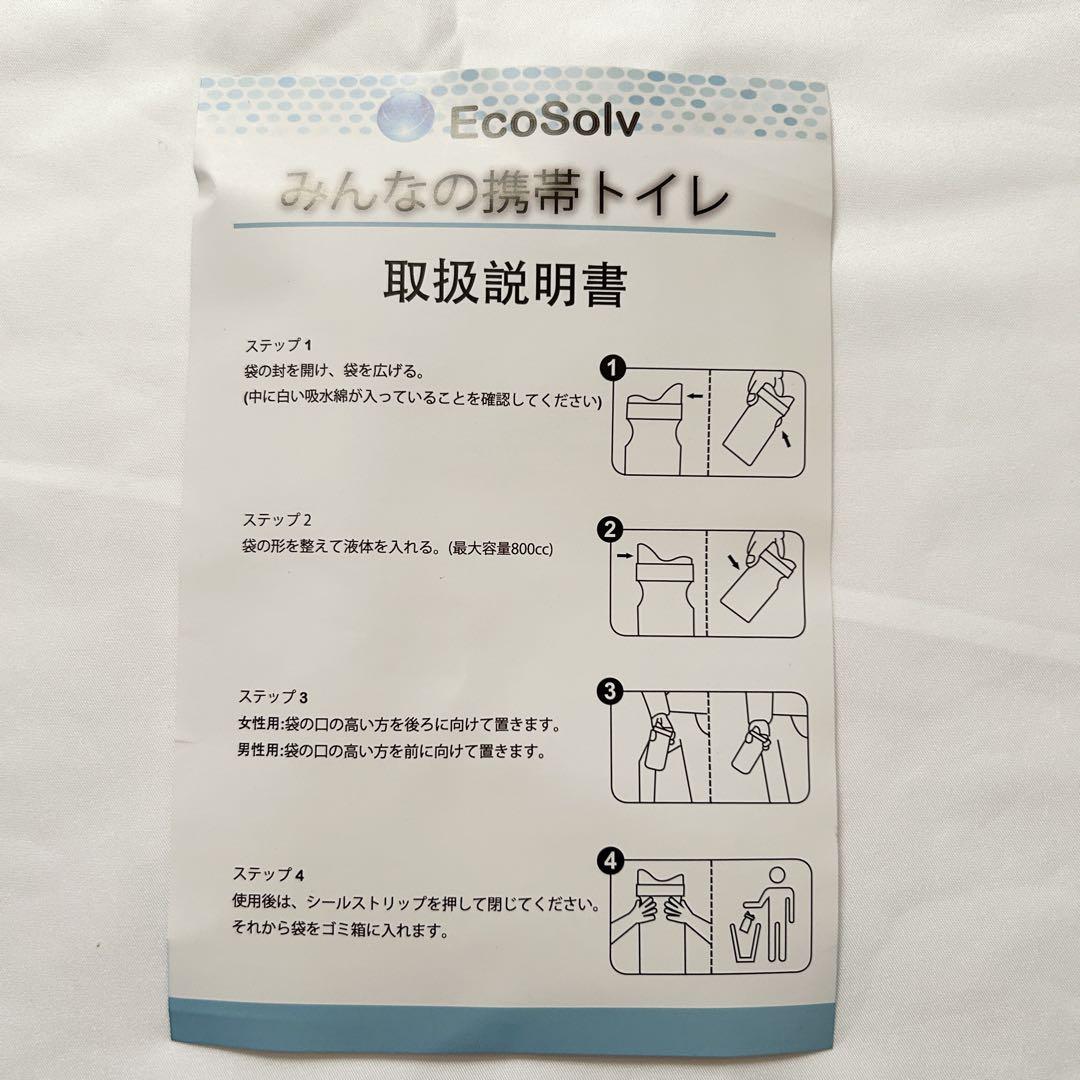 EcoSolv
みんなの携帯トイレ
取扱説明書
ステップ1
袋の封を開け、袋を広げる。
(中に白い吸水綿が入っていることを確認してください)
1
ステップ2
袋の形を整えて液体を入れる。(最大容量800cc)
2
ステップ3
女性用:袋の口の高い方を後ろに向けて置きます。
男性用:袋の口の高い方を前に向けて置きます。
3
ステップ4
使用後は、シールストリップを押して閉じてください。
それから袋をゴミ箱に入れます。
4